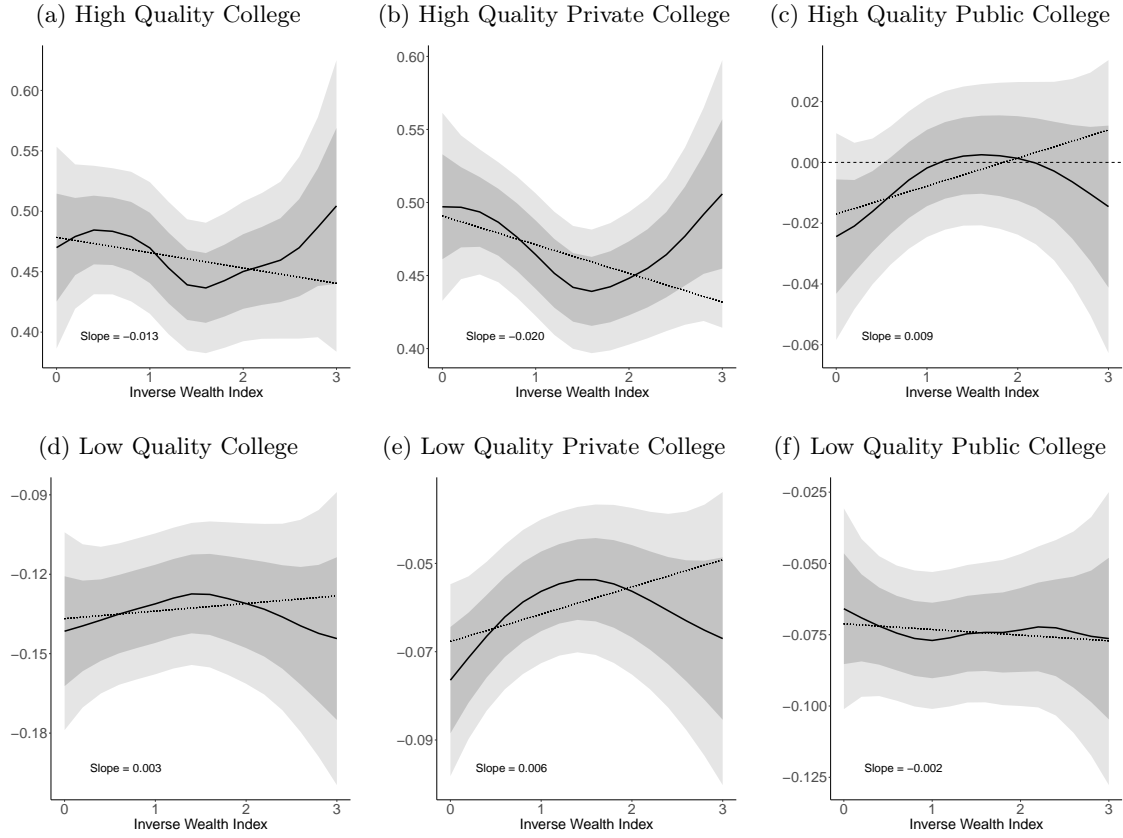 (a) High Quality College
0.60
0.55
0.50
0.45
0.40
Slope = −0.013
0 1 2 3
Inverse Wealth Index
(b) High Quality Private College
0.60
0.55
0.50
0.45
0.40
Slope = −0.020
0 1 2 3
Inverse Wealth Index
(c) High Quality Public College
0.02
0.00
−0.02
−0.04
−0.06
Slope = 0.009
0 1 2 3
Inverse Wealth Index
(d) Low Quality College
−0.09
−0.12
−0.15
−0.18
Slope = 0.003
0 1 2 3
Inverse Wealth Index
(e) Low Quality Private College
−0.05
−0.07
−0.09
Slope = 0.006
0 1 2 3
Inverse Wealth Index
(f) Low Quality Public College
−0.025
−0.050
−0.075
−0.100
−0.125
Slope = −0.002
0 1 2 3
Inverse Wealth Index